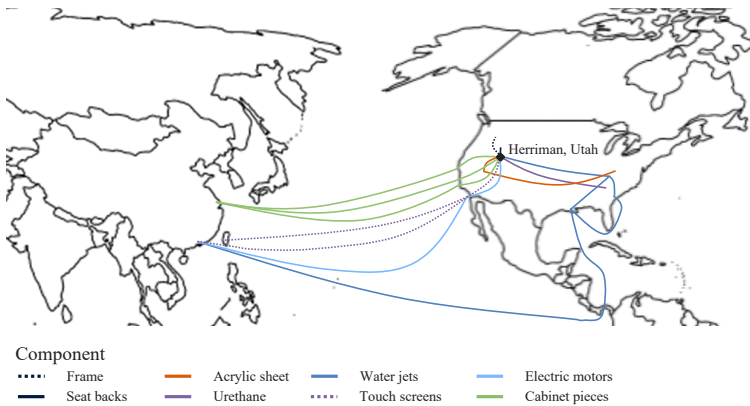 Herriman, Utah
Component
Frame Acrylic sheet Water jets Electric motors
Seat backs Urethane Touch screens Cabinet pieces